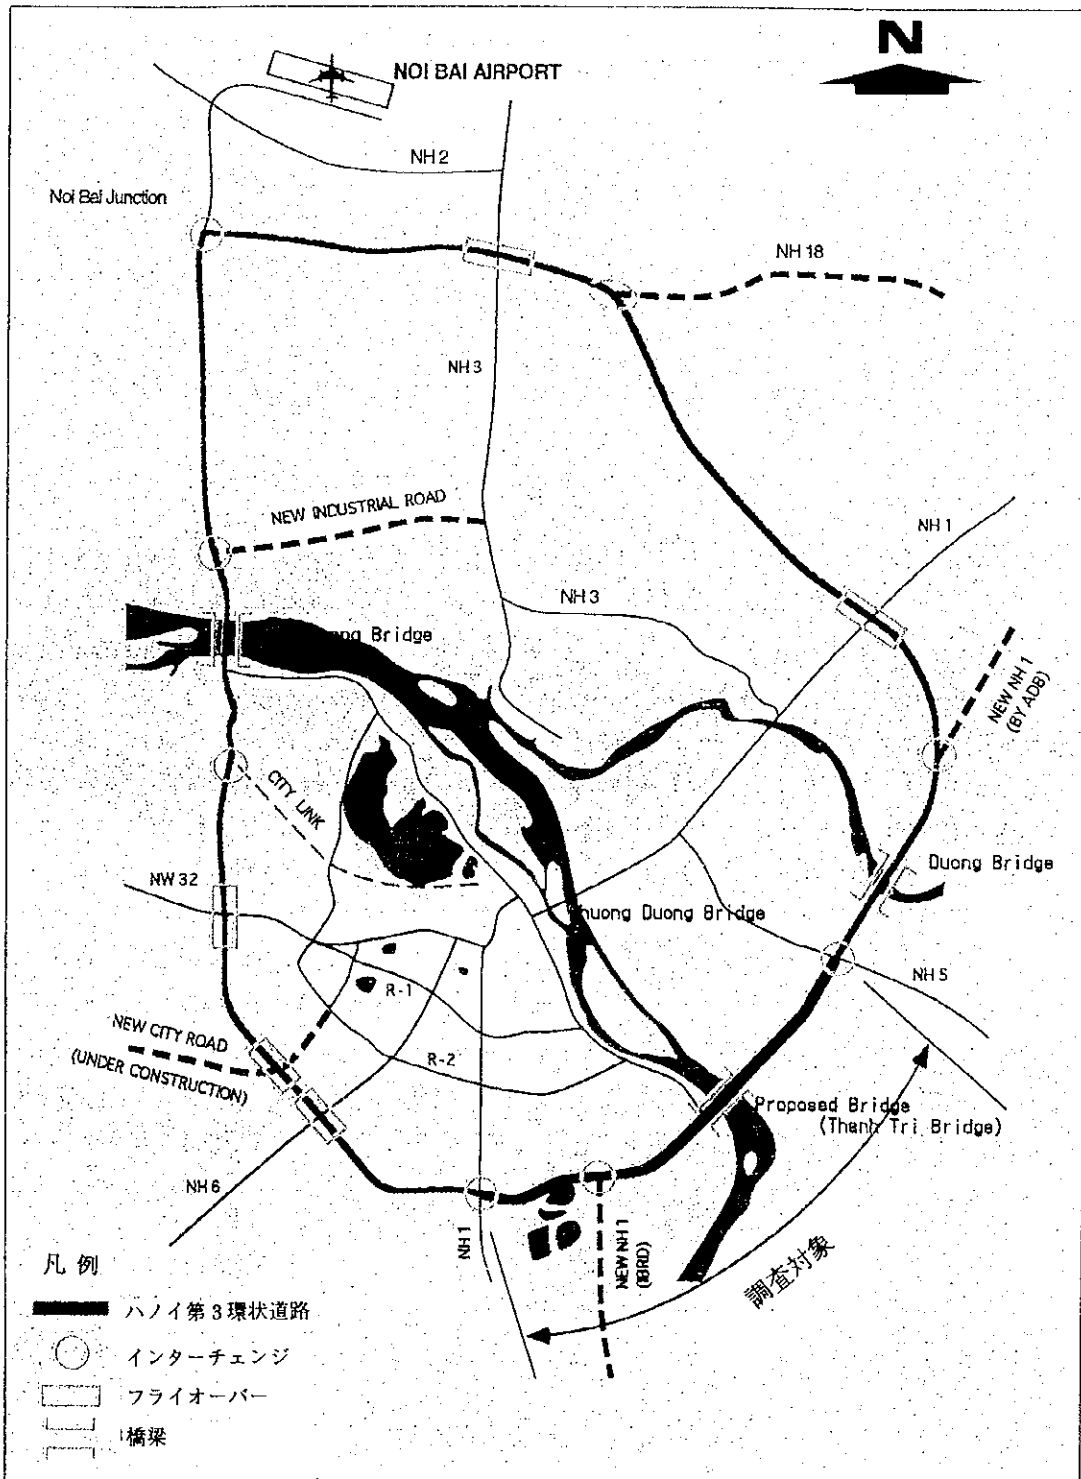 N
NOI BAI AIRPORT
NH 2
Noi Bai Junction
NH 18
NH 3
NEW INDUSTRIAL ROAD
NH 1
NH 3
Bridge
NEW NH 1
(BY ADB)
CITY LINK
Duong Bridge
NW 32
Chuong Duong Bridge
NH 5
R-1
NEW CITY ROAD
(UNDER CONSTRUCTION)
R-2
Proposed Bridge
(Thanh Tri Bridge)
NH 6
NH 1
NEW NH 1
(IBRD)
調査対象
凡例
ハノイ第3環状道路
インターチェンジ
フライオーバー
橋梁